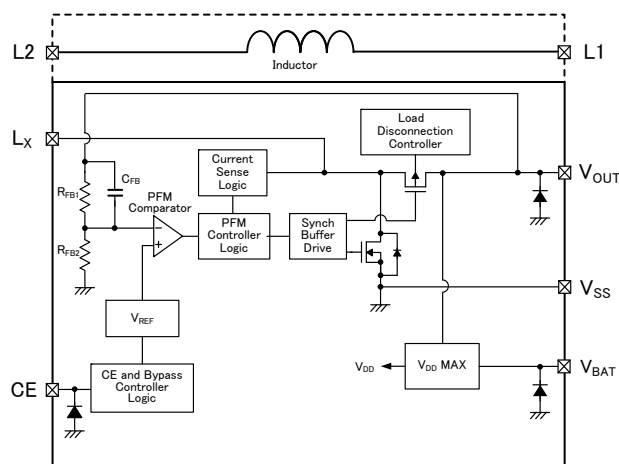 L2
L1
Inductor
LX
Load
Disconnection
Controller
VOUT
Current
Sense
Logic
CFB
RFB1
PFM
Comparator
−
+
PFM
Controller
Logic
Synch
Buffer
Drive
RFB2
VSS
VREF
CE and Bypass
Controller
Logic
CE
VDD
VDD MAX
VBAT